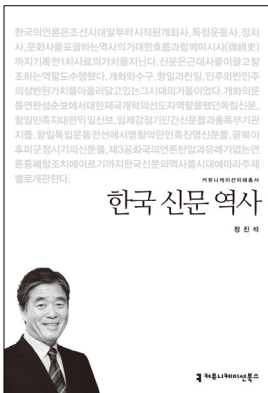 한국의언론은조선시대말부터시작된개화사, 독립운동사, 정치
사,문화사를포괄하는역사의거대한흐름과함께미시사(微視史)
까지기록한1차사료의가치를지닌다. 신문은근대사를이끌고창
조하는역할도수행했다. 개화와수구, 항일과친일, 민주와반민주
의상반된가치를아울러담고있는그시대의거울이었다. 개화의문
을연한성순보에서대한제국개혁의선도자역할을했던독립신문,
항일민족지대한매일신보, 일제강점기민간신문들과총독부기관
지들, 항일독립운동전선에서맹활약한민족진영신문들, 광복이
후미군정시기의신문들, 제3공화국의언론탄압과유례가없는언
론통폐합조치에이르기까지한국신문의역사를시대에따라주제
별로개관한다.
커뮤니케이션이해총서
한국 신문 역사
정진석
커뮤니케이션북스